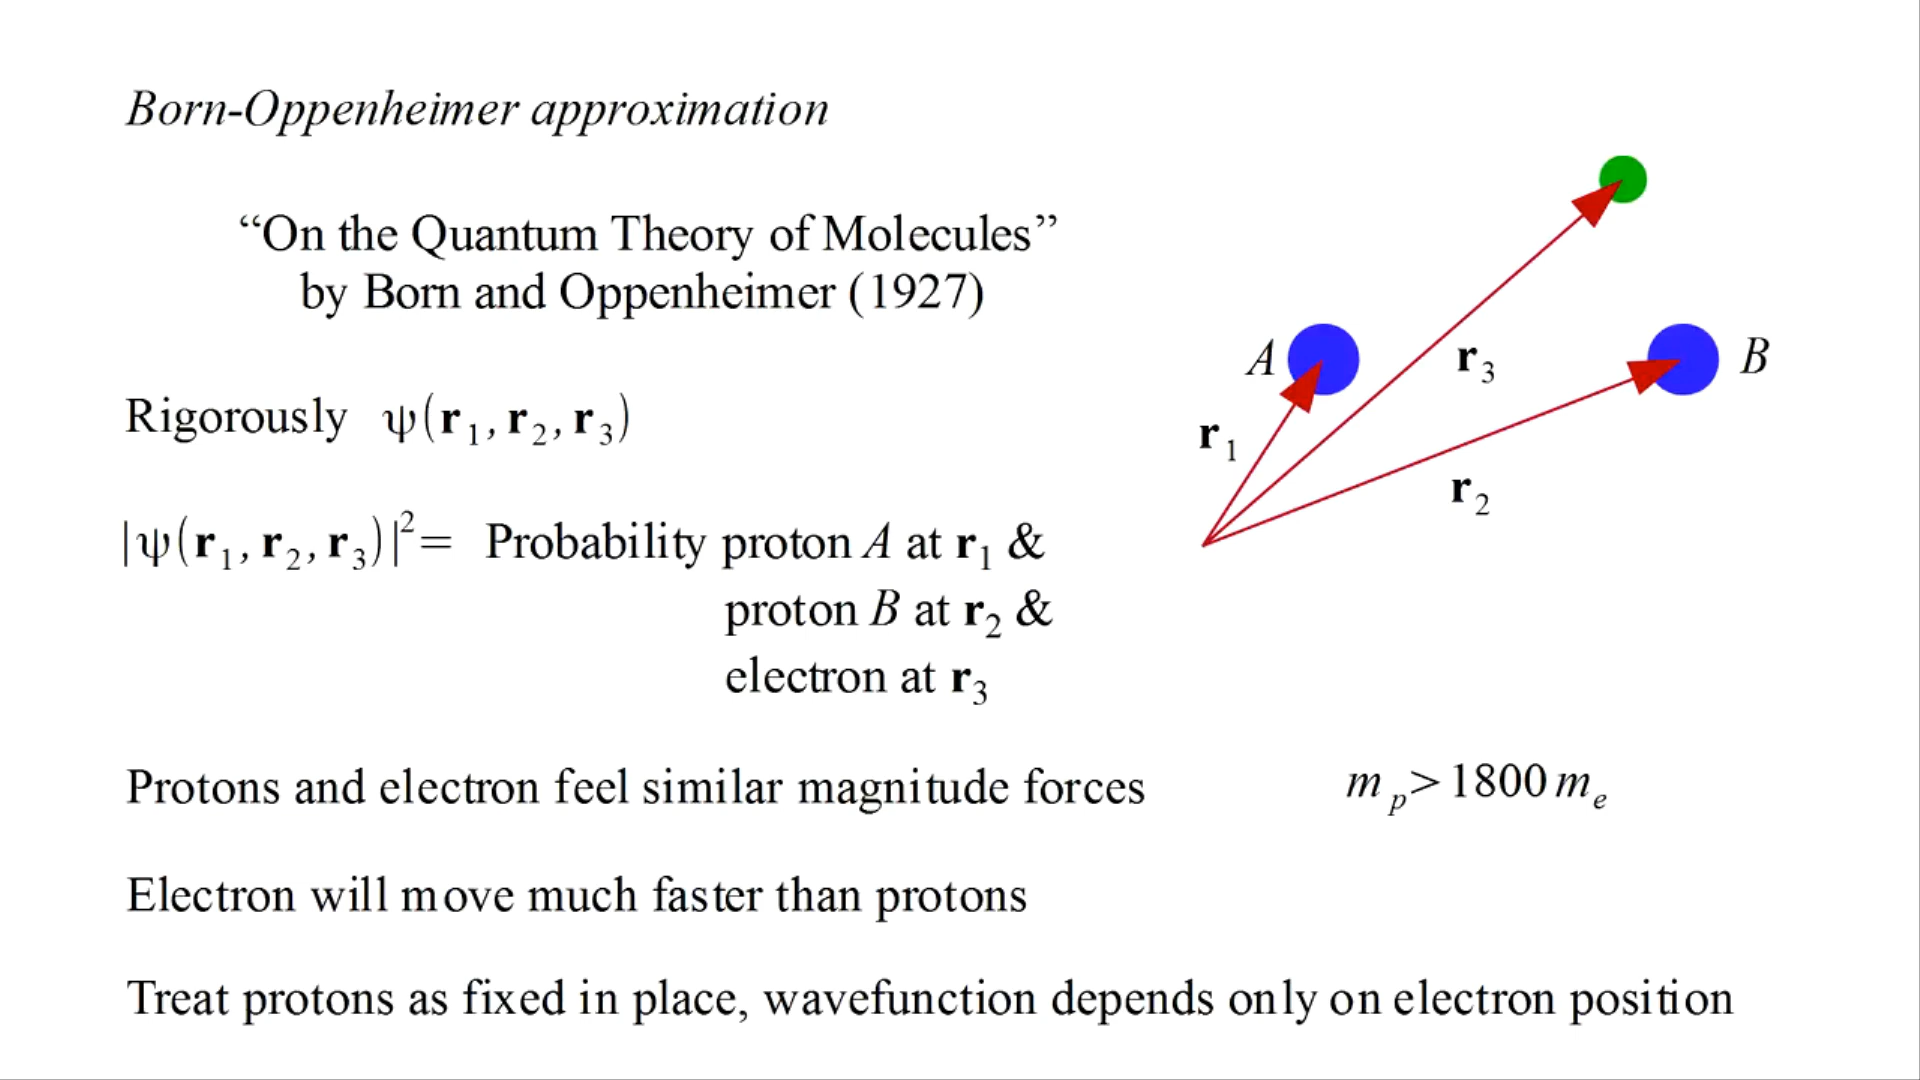 Born-Oppenheimer approximation
“On the Quantum Theory of Molecules”
by Born and Oppenheimer (1927)
Rigorously ψ(r₁, r₂, r₃)
|ψ(r₁, r₂, r₃)|²= Probability proton A at r₁ &
proton B at r₂ &
electron at r₃
A
B
r₃
r₁
r₂
Protons and electron feel similar magnitude forces
mₚ>1800 mₑ
Electron will move much faster than protons
Treat protons as fixed in place, wavefunction depends only on electron position